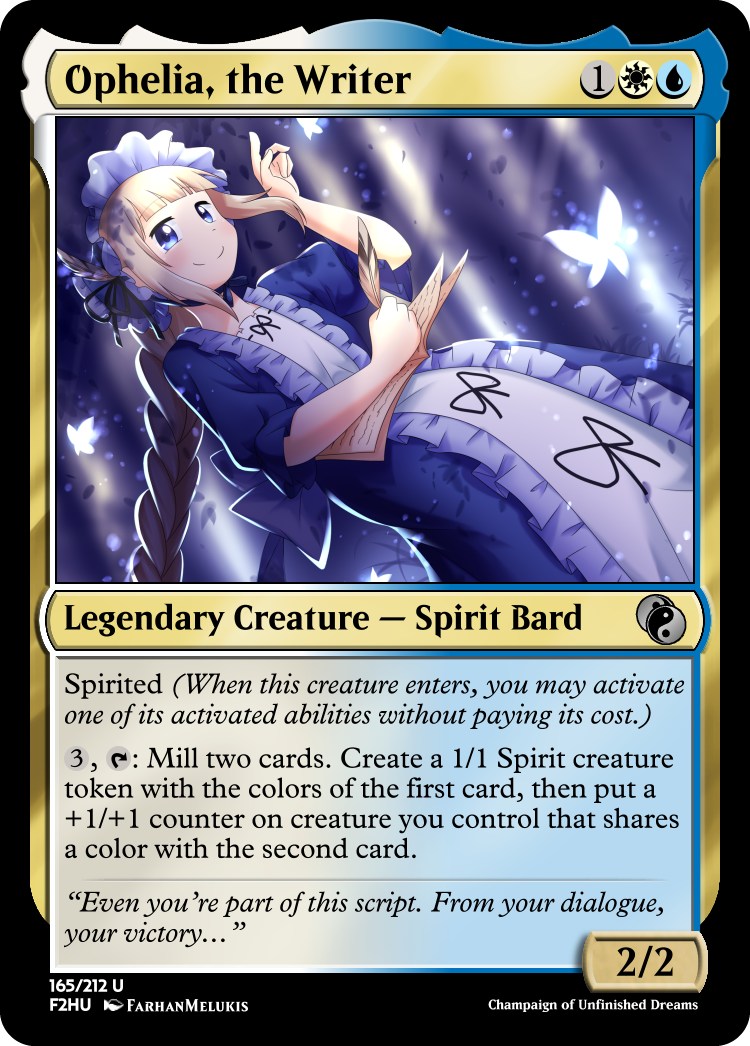 Ophelia, the Writer 1
Legendary Creature — Spirit Bard
Spirited (When this creature enters, you may activate
one of its activated abilities without paying its cost.)
3, : Mill two cards. Create a 1/1 Spirit creature
token with the colors of the first card, then put a
+1/+1 counter on creature you control that shares
a color with the second card.
“Even you’re part of this script. From your dialogue,
your victory…”
2/2
165/212 U
F2HU FarhanMelukis
Champaign of Unfinished Dreams